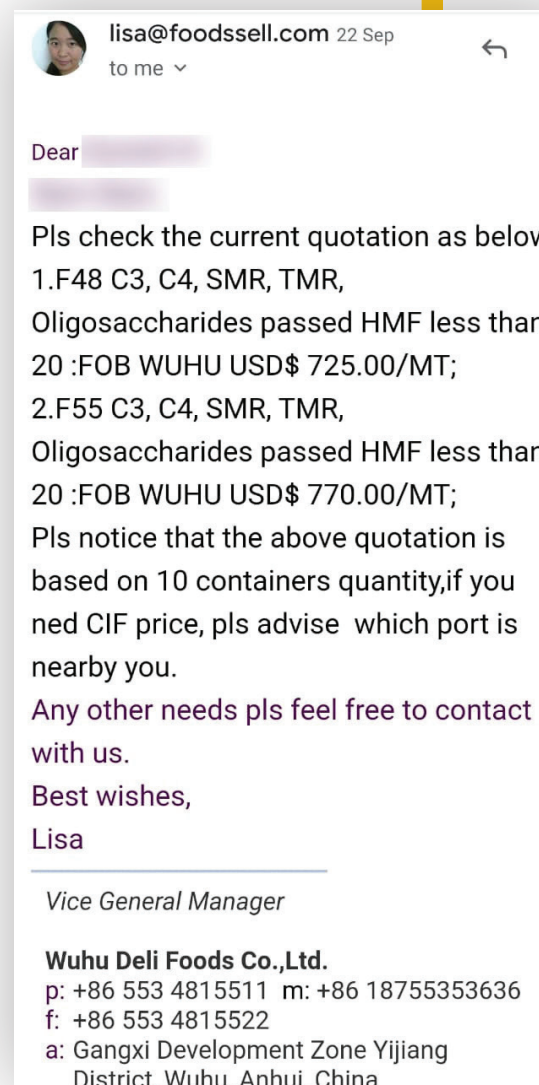 lisa@foodssell.com 22 Sep
to me
Dear
Pls check the current quotation as below
1.F48 C3, C4, SMR, TMR,
Oligosaccharides passed HMF less than
20 :FOB WUHU USD$ 725.00/MT;
2.F55 C3, C4, SMR, TMR,
Oligosaccharides passed HMF less than
20 :FOB WUHU USD$ 770.00/MT;
Pls notice that the above quotation is
based on 10 containers quantity,if you
ned CIF price, pls advise  which port is
nearby you.
Any other needs pls feel free to contact
with us.
Best wishes,
Lisa
Vice General Manager
Wuhu Deli Foods Co.,Ltd.
p: +86 553 4815511  m: +86 18755353636
f:  +86 553 4815522
a: Gangxi Development Zone Yijiang
District, Wuhu, Anhui, China